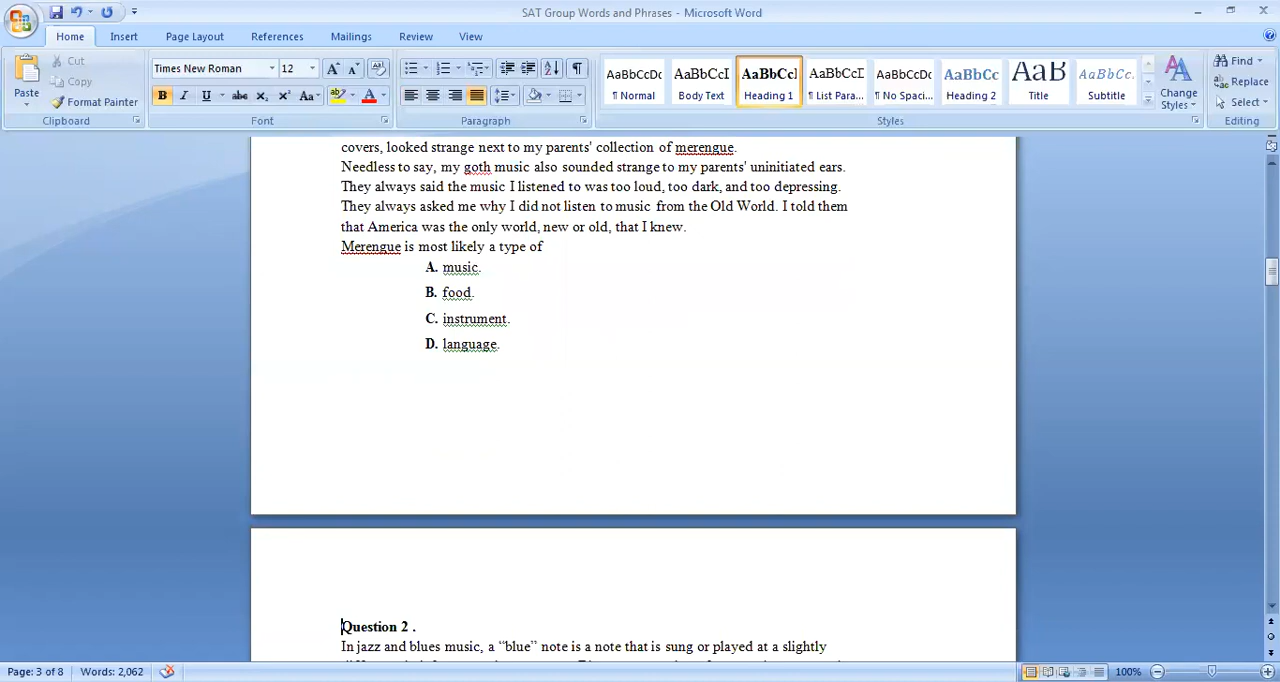 SAT Group Words and Phrases - Microsoft Word
Home Insert Page Layout References Mailings Review View
Paste
Cut
Copy
Format Painter
Clipboard
Times New Roman 12
B I U abc X₂ X² Aa
Font
Paragraph
AaBbCcDc AaBbCcI AaBbCc] AaBbCcI AaBbCcDc AaBbCc AaB AaBbCc.
¶ Normal Body Text Heading 1 ¶ List Para... ¶ No Spaci... Heading 2 Title Subtitle
Change Styles
Styles
Find
Replace
Select
Editing
covers, looked strange next to my parents' collection of merengue.
Needless to say, my goth music also sounded strange to my parents' uninitiated ears.
They always said the music I listened to was too loud, too dark, and too depressing.
They always asked me why I did not listen to music from the Old World. I told them
that America was the only world, new or old, that I knew.
Merengue is most likely a type of
A. music.
B. food.
C. instrument.
D. language.
Question 2 .
In jazz and blues music, a “blue” note is a note that is sung or played at a slightly
Page: 3 of 8 Words: 2,062 100%